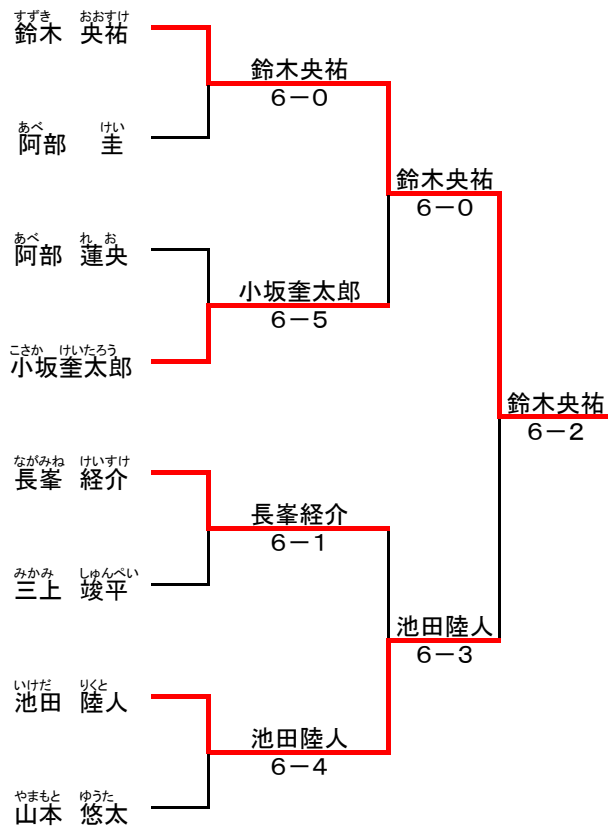 すずき おおすけ
鈴木 央祐
鈴木央祐
6－0
あべ けい
阿部 圭
鈴木央祐
6－0
あべ れお
阿部 蓮央
小坂奎太郎
6－5
こさか けいたろう
小坂奎太郎
鈴木央祐
6－2
ながみね けいすけ
長峯 経介
長峯経介
6－1
みかみ しゅんぺい
三上 竣平
池田陸人
6－3
いけだ りくと
池田 陸人
池田陸人
6－4
やまもと ゆうた
山本 悠太